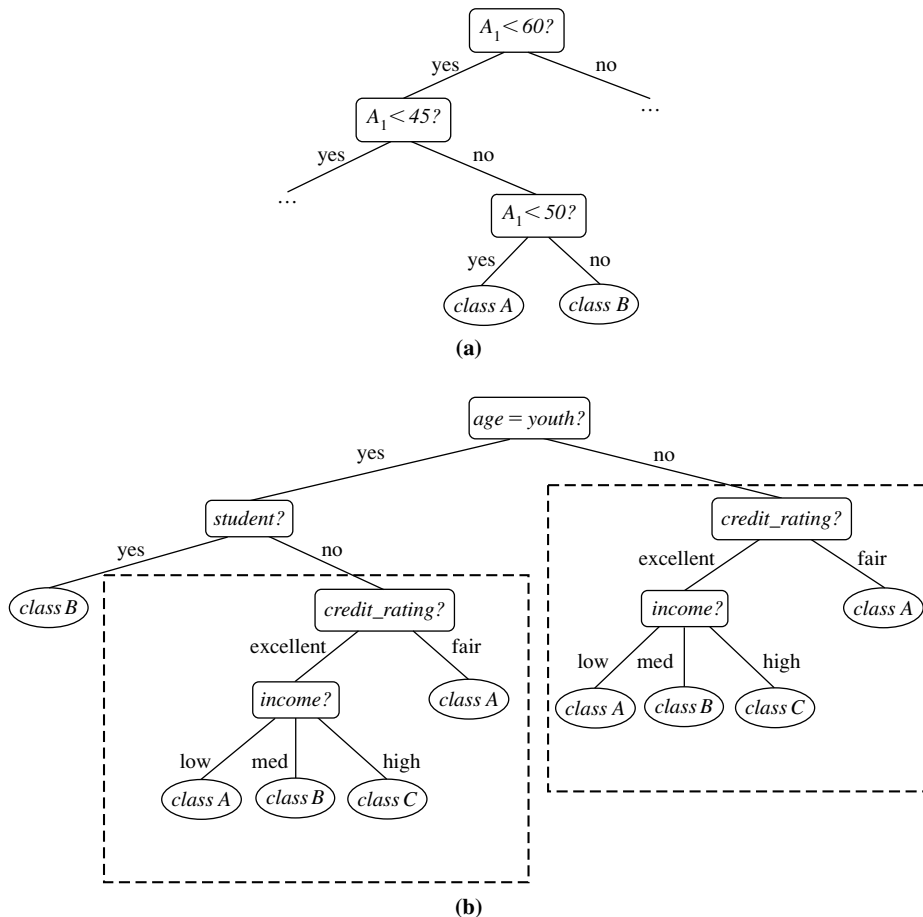 A1 < 60?
yes
no
A1 < 45?
...
yes
no
...
A1 < 50?
yes
no
class A
class B
(a)
age = youth?
yes
no
student?
credit_rating?
yes
no
excellent
fair
class B
credit_rating?
income?
class A
excellent
fair
low
med
high
income?
class A
class A
class B
class C
low
med
high
class A
class B
class C
(b)